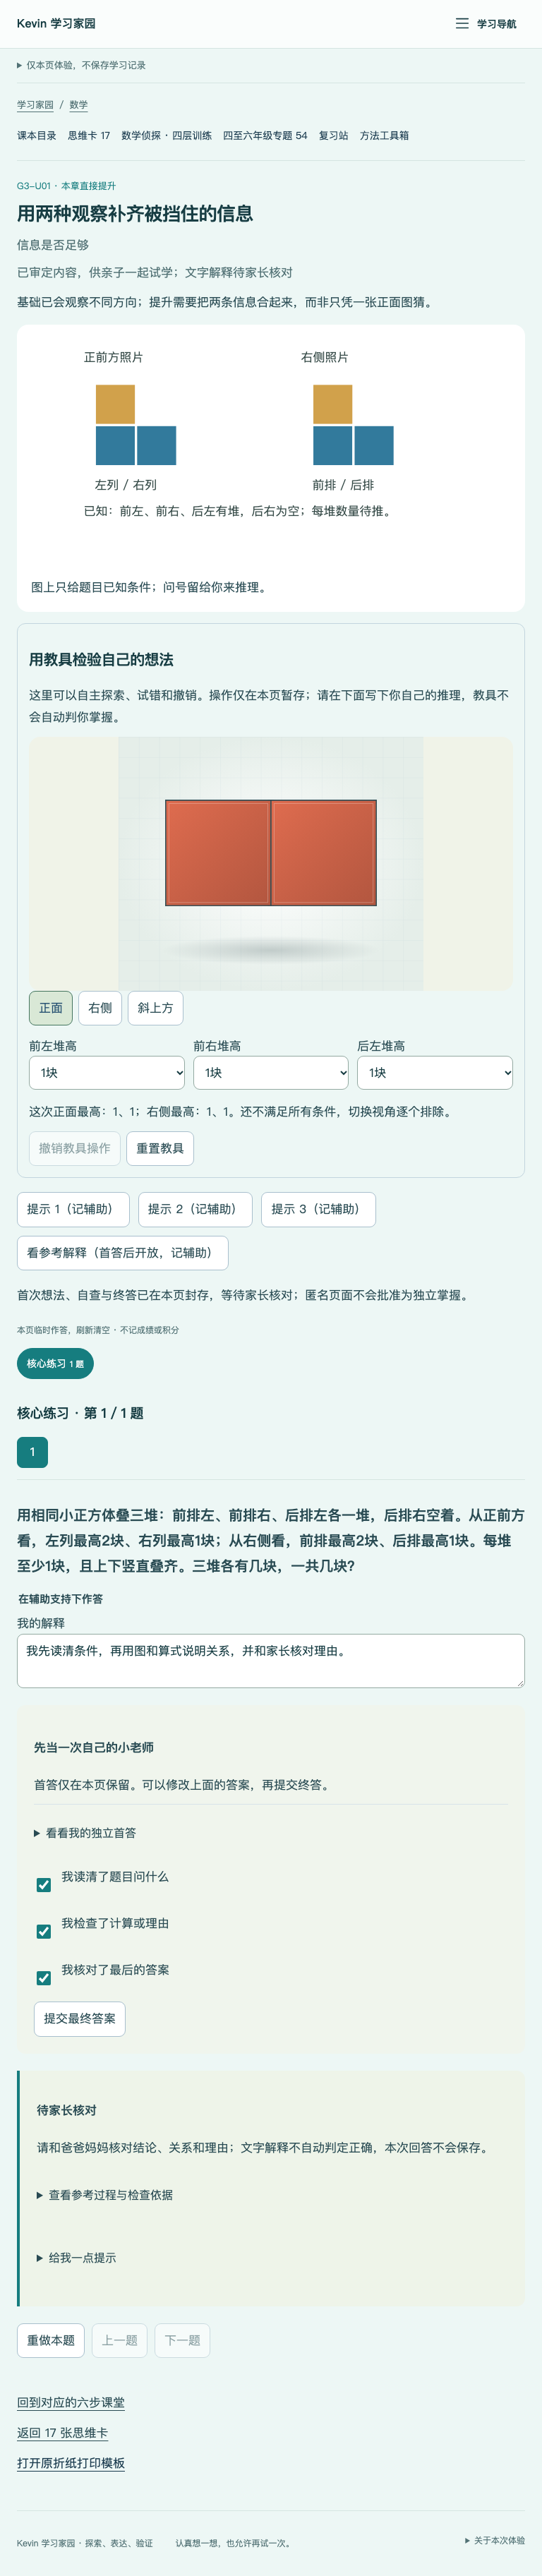 Kevin 学习家园
学习导航
仅本页体验，不保存学习记录
学习家园 / 数学
课本目录 思维卡 17 数学侦探 · 四层训练 四至六年级专题 54 复习站 方法工具箱
G3-U01 · 本章直接提升
用两种观察补齐被挡住的信息
信息是否足够
已审定内容，供亲子一起试学；文字解释待家长核对
基础已会观察不同方向；提升需要把两条信息合起来，而非只凭一张正面图猜。
正前方照片 右侧照片
左列 / 右列 前排 / 后排
已知：前左、前右、后左有堆，后右为空；每堆数量待推。
图上只给题目已知条件；问号留给你来推理。
用教具检验自己的想法
这里可以自主探索、试错和撤销。操作仅在本页暂存；请在下面写下你自己的推理，教具不
会自动判你掌握。
正面 右侧 斜上方
前左堆高 前右堆高 后左堆高
1块 1块 1块
这次正面最高：1、1；右侧最高：1、1。还不满足所有条件，切换视角逐个排除。
撤销教具操作 重置教具
提示 1（记辅助） 提示 2（记辅助） 提示 3（记辅助）
看参考解释（首答后开放，记辅助）
首次想法、自查与终答已在本页封存，等待家长核对；匿名页面不会批准为独立掌握。
本页临时作答，刷新清空 · 不记成绩或积分
核心练习 1 题
核心练习 · 第 1 / 1 题
1
用相同小正方体叠三堆：前排左、前排右、后排左各一堆，后排右空着。从正前方
看，左列最高2块、右列最高1块；从右侧看，前排最高2块、后排最高1块。每堆
至少1块，且上下竖直叠齐。三堆各有几块，一共几块？
在辅助支持下作答
我的解释
我先读清条件，再用图和算式说明关系，并和家长核对理由。
先当一次自己的小老师
首答仅在本页保留。可以修改上面的答案，再提交终答。
看看我的独立首答
我读清了题目问什么
我检查了计算或理由
我核对了最后的答案
提交最终答案
待家长核对
请和爸爸妈妈核对结论、关系和理由；文字解释不自动判定正确，本次回答不会保存。
查看参考过程与检查依据
给我一点提示
重做本题 上一题 下一题
回到对应的六步课堂
返回 17 张思维卡
打开原折纸打印模板
Kevin 学习家园 · 探索、表达、验证 认真想一想，也允许再试一次。
关于本次体验